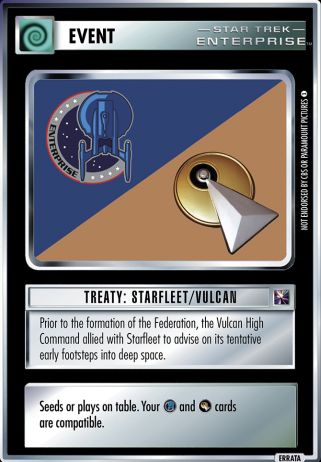 EVENT
STAR TREK
ENTERPRISE
ENTERPRISE
NOT ENDORSED BY CBS OR PARAMOUNT PICTURES
TREATY: STARFLEET/VULCAN
Prior to the formation of the Federation, the Vulcan High
Command allied with Starfleet to advise on its tentative
early footsteps into deep space.
Seeds or plays on table. Your and cards
are compatible.
ERRATA